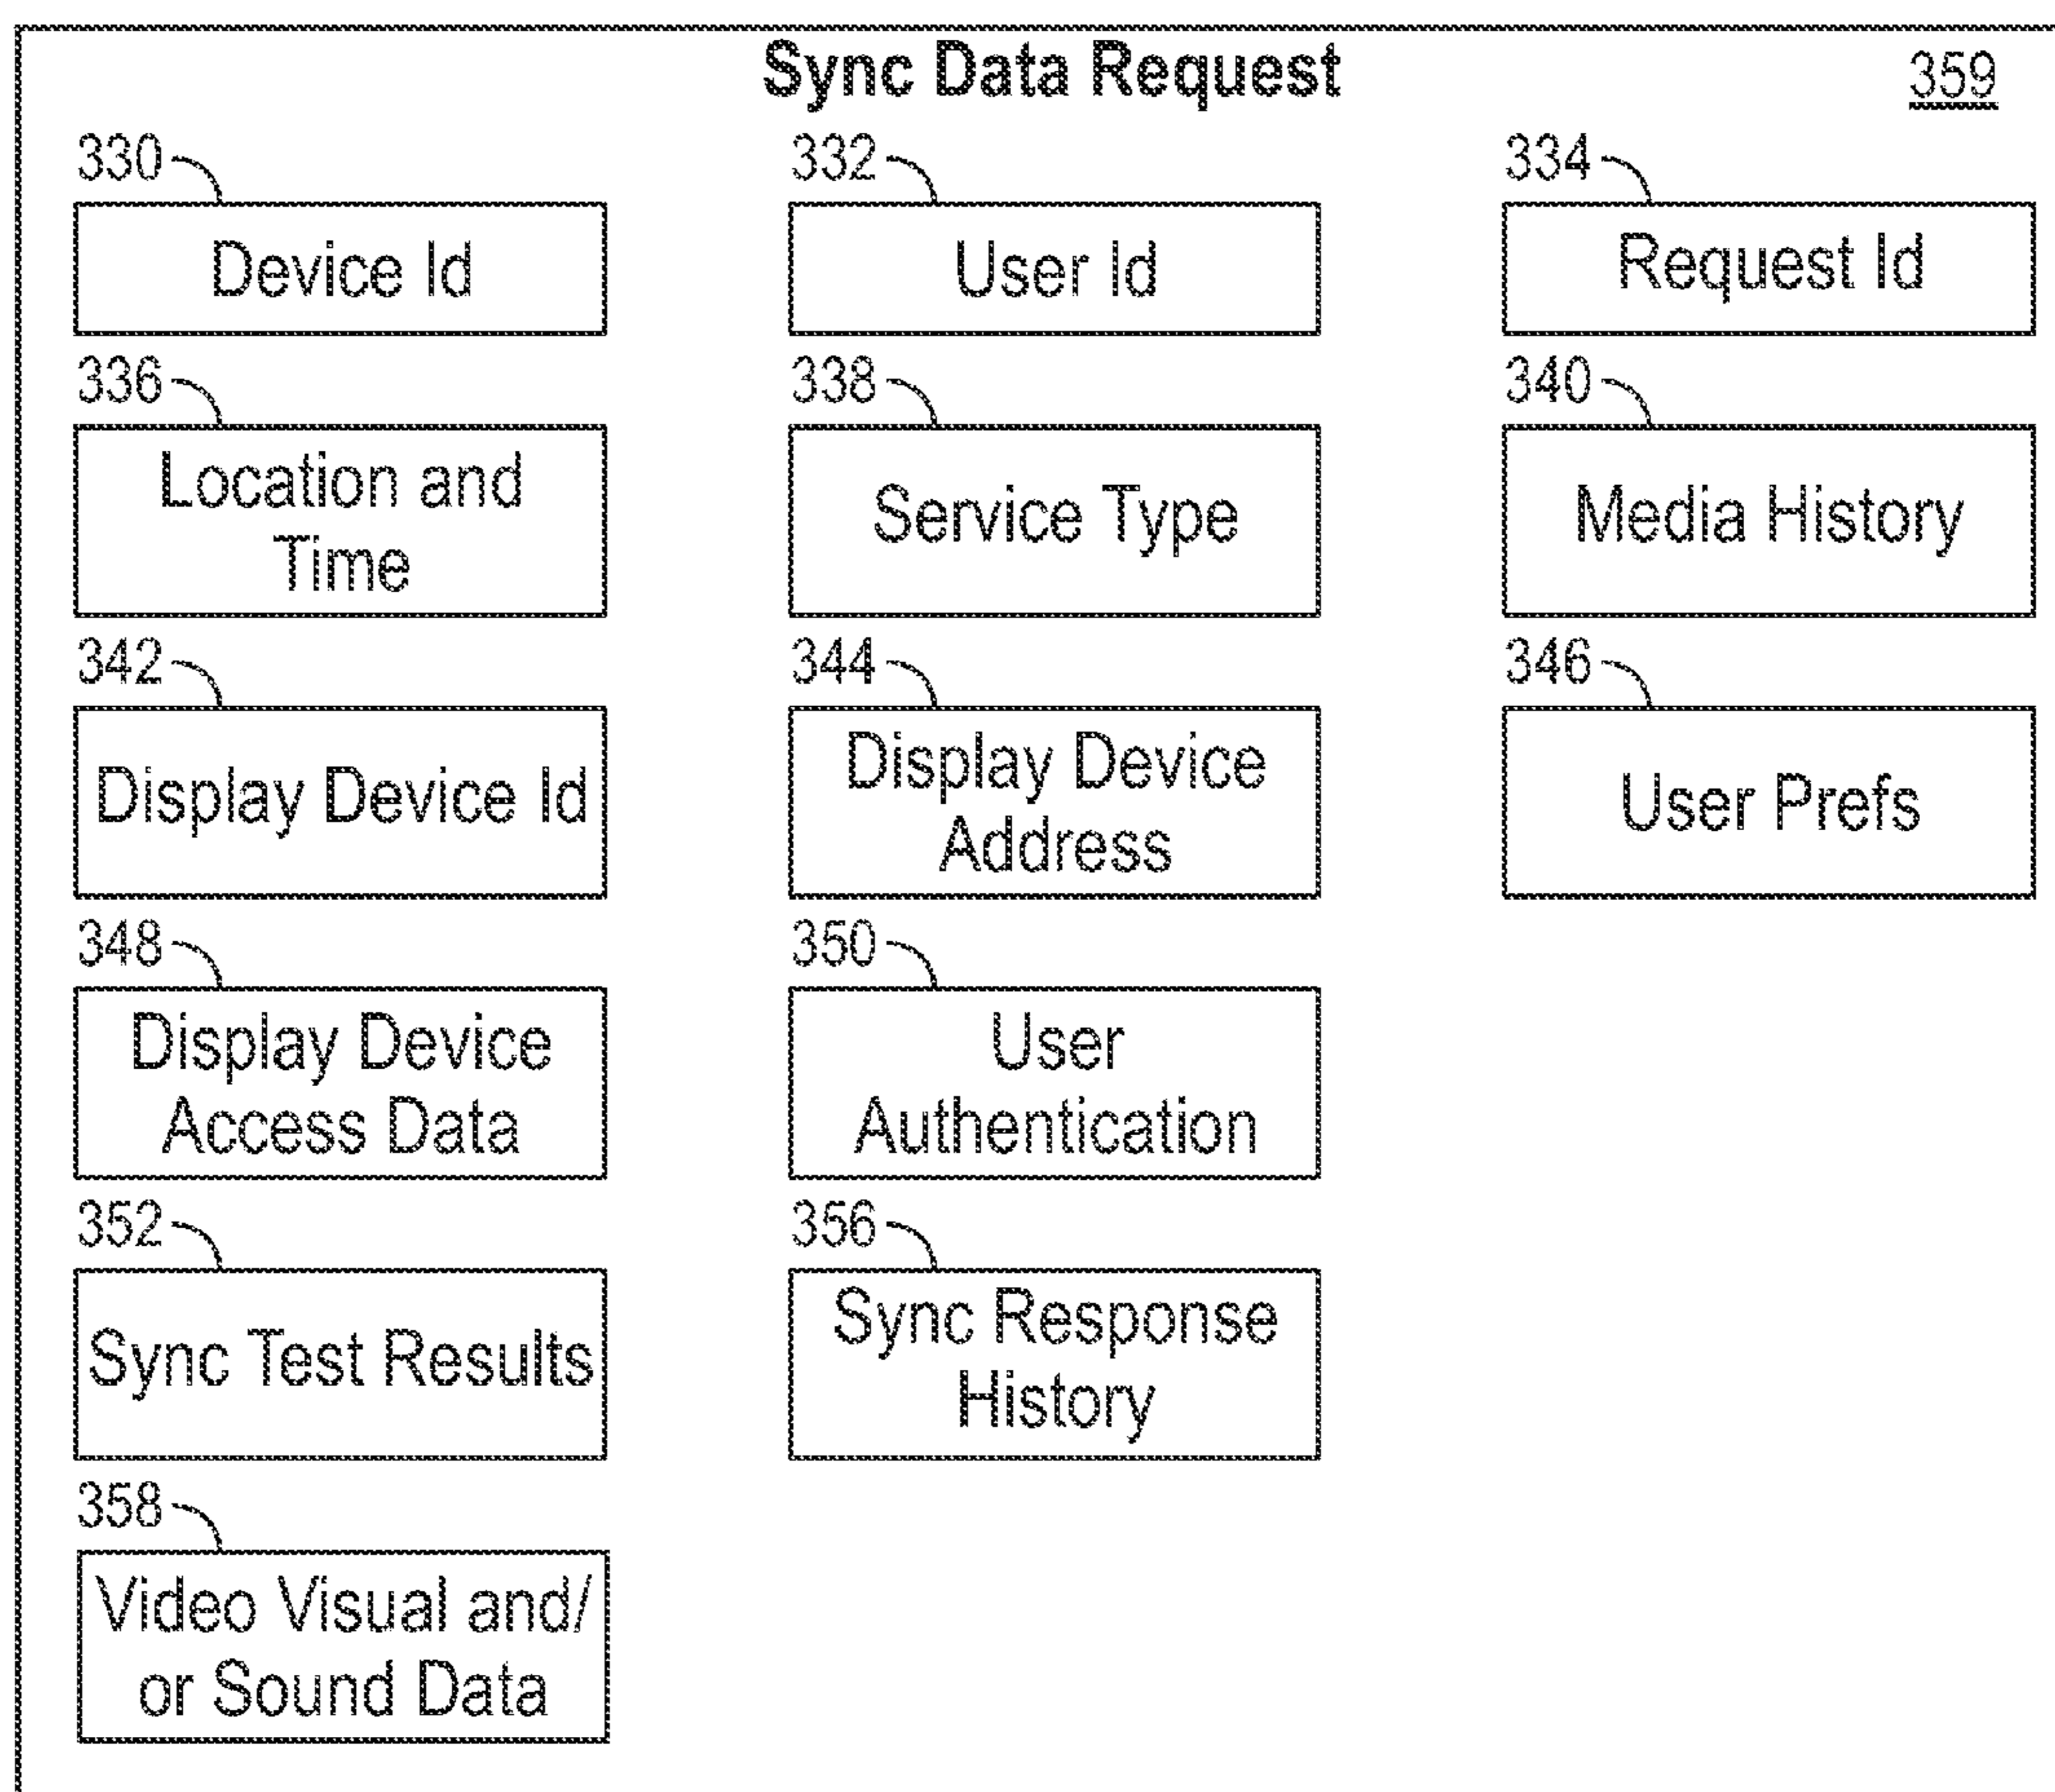 Sync Data Request
359
330
332
334
Device Id
User Id
Request Id
336
338
340
Location and
Time
Service Type
Media History
342
344
346
Display Device Id
Display Device
Address
User Prefs
348
350
Display Device
Access Data
User
Authentication
352
356
Sync Test Results
Sync Response
History
358
Video Visual and/
or Sound Data